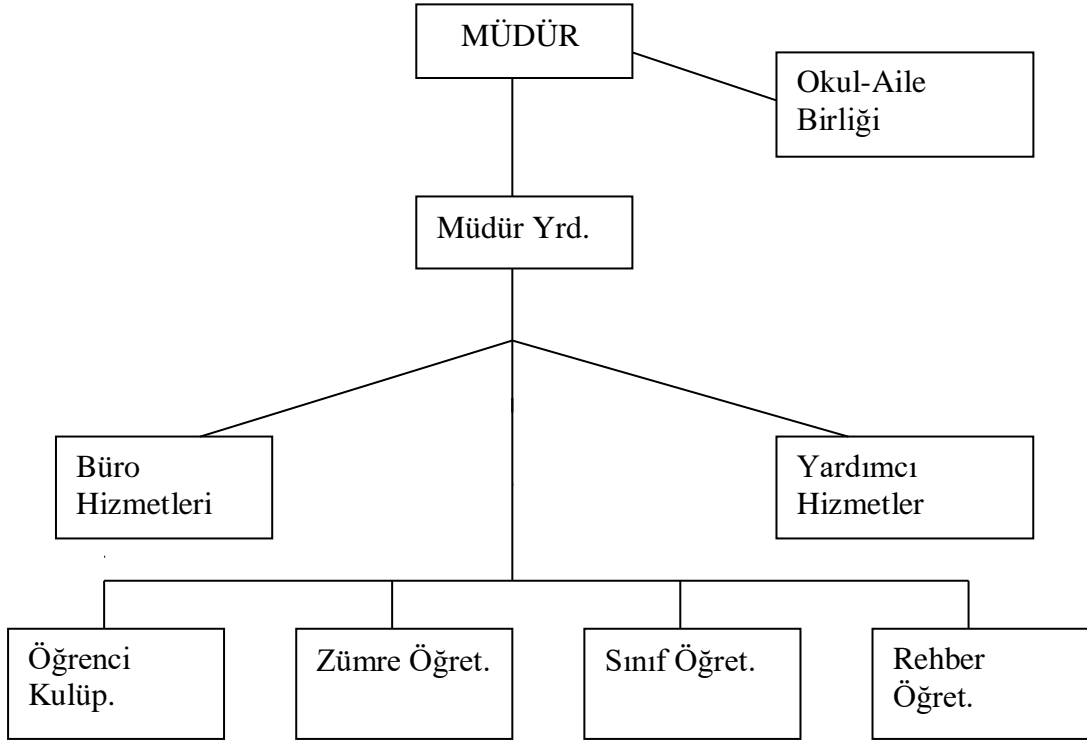 MÜDÜR
Okul-Aile
Birliği
Müdür Yrd.
Büro
Hizmetleri
Yardımcı
Hizmetler
Öğrenci
Kulüp.
Zümre Öğret.
Sınıf Öğret.
Rehber
Öğret.